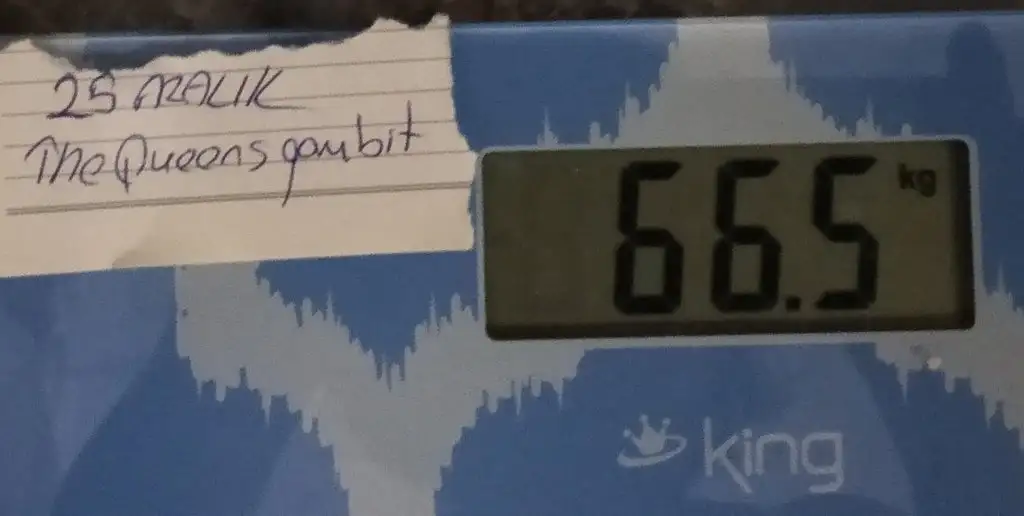 25 ARALIK
The Queens gambit
66.5 kg
king